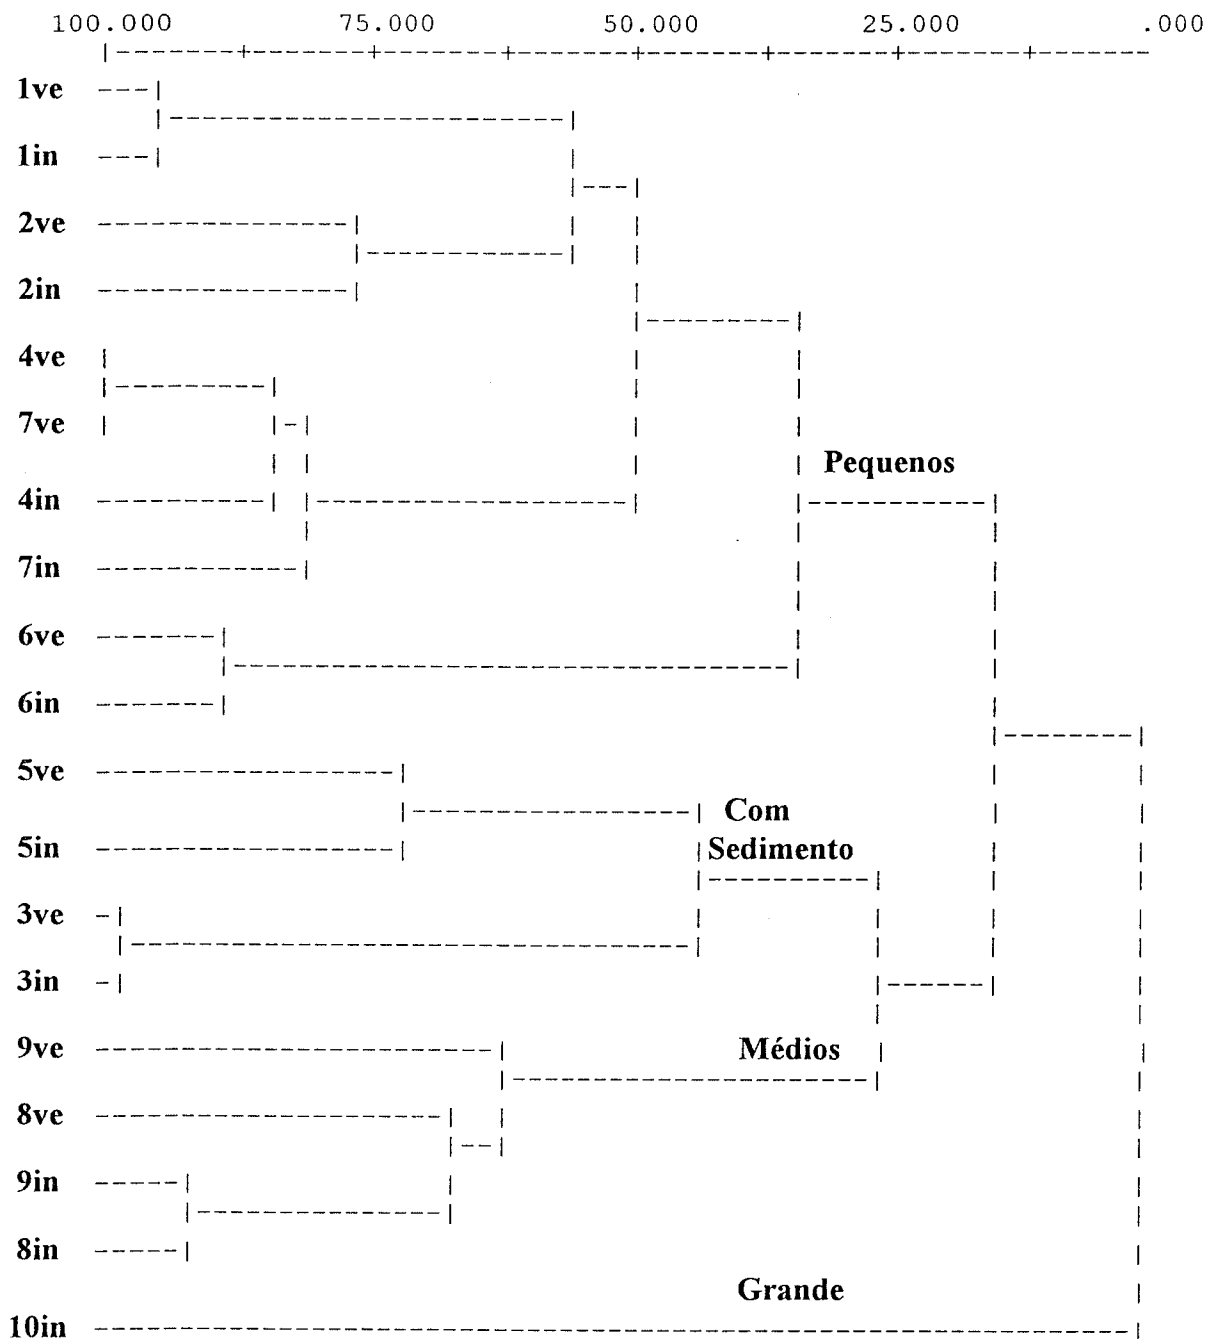 100.000 75.000 50.000 25.000 .000
1ve
1in
2ve
2in
4ve
7ve
Pequenos
4in
7in
6ve
6in
5ve
Com
5in Sedimento
3ve
3in
9ve Médios
8ve
9in
8in
Grande
10in